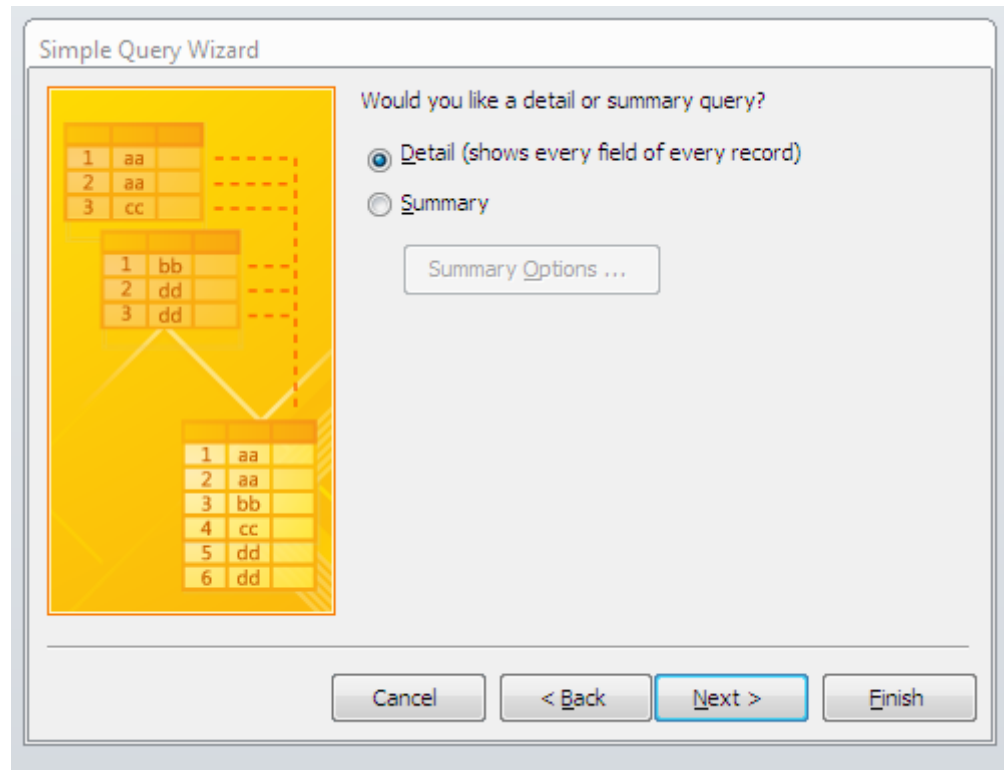 Simple Query Wizard
Would you like a detail or summary query?
Detail (shows every field of every record)
Summary
Summary Options ...
1 aa
2 aa
3 cc
1 bb
2 dd
3 dd
1 aa
2 aa
3 bb
4 cc
5 dd
6 dd
Cancel < Back Next > Finish